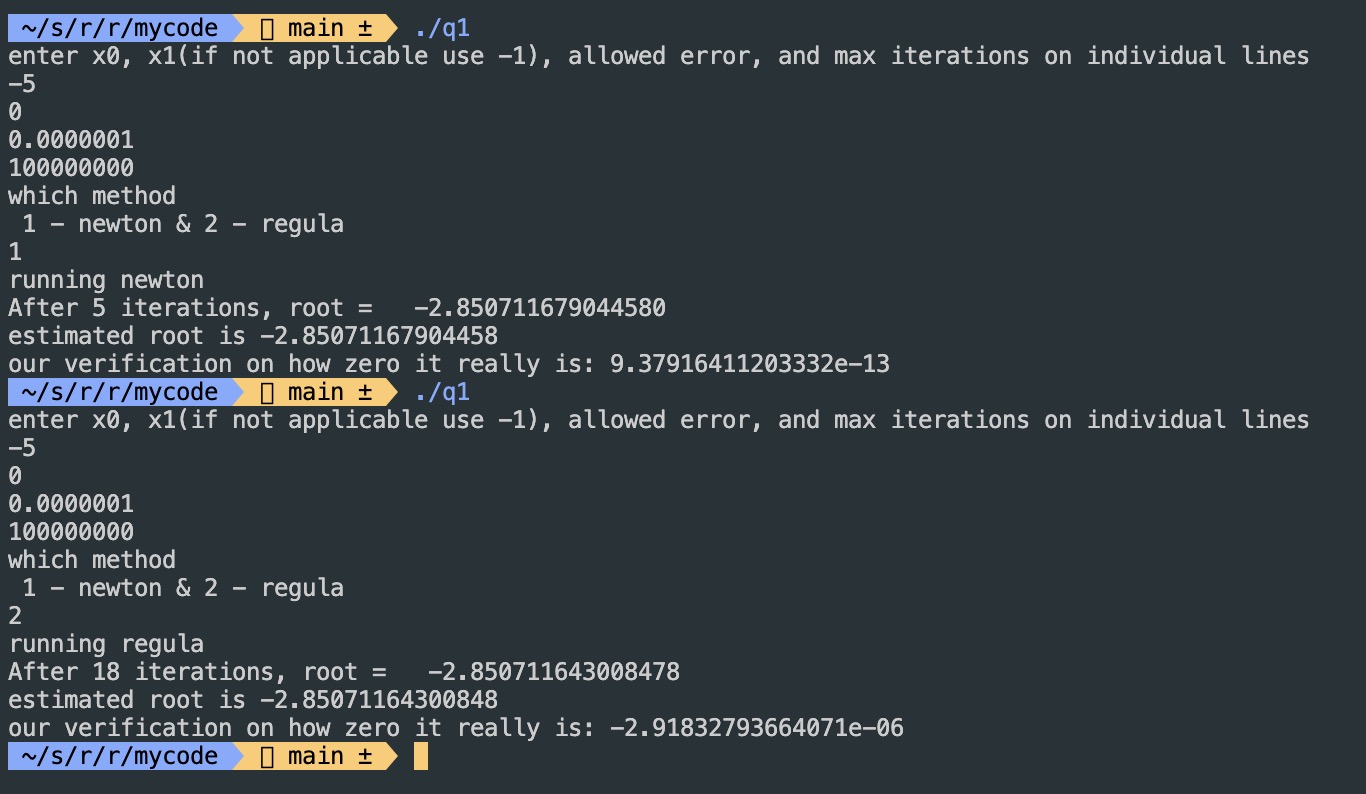 ~/s/r/r/mycode  main ± ./q1
enter x0, x1(if not applicable use -1), allowed error, and max iterations on individual lines
-5
0
0.0000001
100000000
which method
 1 - newton & 2 - regula
1
running newton
After 5 iterations, root =   -2.850711679044580
estimated root is -2.85071167904458
our verification on how zero it really is: 9.37916411203332e-13
~/s/r/r/mycode  main ± ./q1
enter x0, x1(if not applicable use -1), allowed error, and max iterations on individual lines
-5
0
0.0000001
100000000
which method
 1 - newton & 2 - regula
2
running regula
After 18 iterations, root =   -2.850711643008478
estimated root is -2.85071164300848
our verification on how zero it really is: -2.91832793664071e-06
~/s/r/r/mycode  main ±